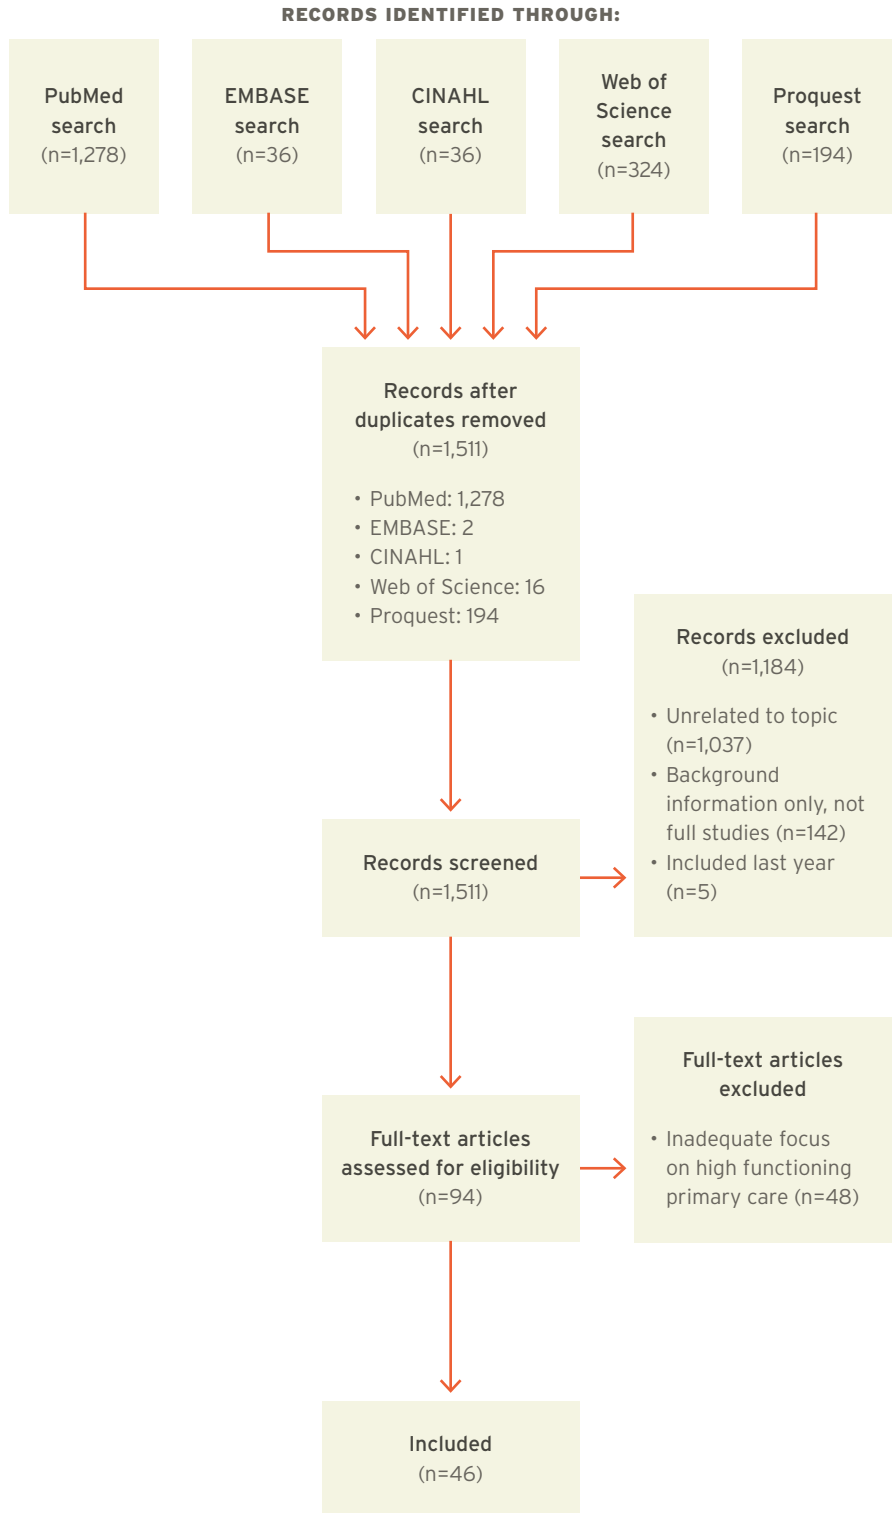 RECORDS IDENTIFIED THROUGH:
PubMed
search
(n=1,278)
EMBASE
search
(n=36)
CINAHL
search
(n=36)
Web of
Science
search
(n=324)
Proquest
search
(n=194)
Records after
duplicates removed
(n=1,511)
• PubMed: 1,278
• EMBASE: 2
• CINAHL: 1
• Web of Science: 16
• Proquest: 194
Records excluded
(n=1,184)
• Unrelated to topic
(n=1,037)
• Background
information only, not
full studies (n=142)
• Included last year
(n=5)
Records screened
(n=1,511)
Full-text articles
excluded
• Inadequate focus
on high functioning
primary care (n=48)
Full-text articles
assessed for eligibility
(n=94)
Included
(n=46)